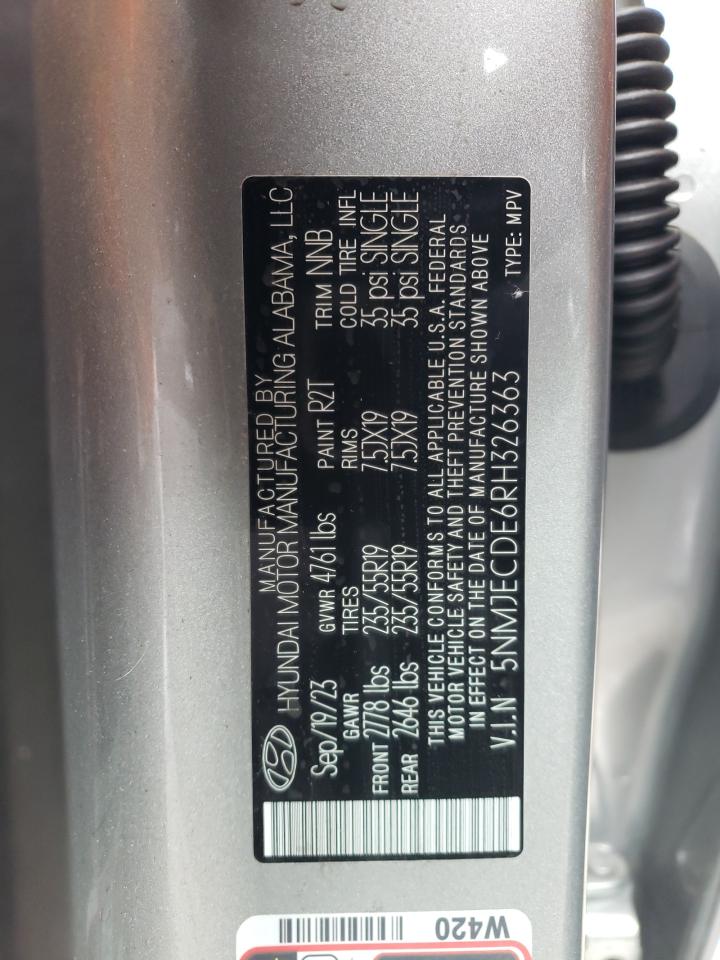 MANUFACTURED BY
HYUNDAI MOTOR MANUFACTURING ALABAMA, LLC
Sep/19/23 GVWR 4761 lbs PAINT R2T TRIM NNB
GAWR TIRES RIMS COLD TIRE INFL
FRONT 2778 lbs 235/55R19 7.5JX19 35 psi SINGLE
REAR 2646 lbs 235/55R19 7.5JX19 35 psi SINGLE
THIS VEHICLE CONFORMS TO ALL APPLICABLE U.S.A. FEDERAL
MOTOR VEHICLE SAFETY AND THEFT PREVENTION STANDARDS
IN EFFECT ON THE DATE OF MANUFACTURE SHOWN ABOVE
V.I.N 5NMJECDE6RH326363 TYPE: MPV
W420